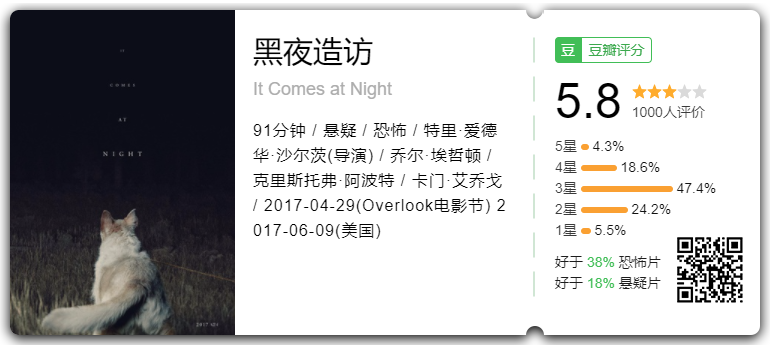 IT
COMES
AT
NIGHT
2017 6/9
黑夜造访
It Comes at Night
91分钟 / 悬疑 / 恐怖 / 特里·爱德
华·沙尔茨(导演) / 乔尔·埃哲顿 /
克里斯托弗·阿波特 / 卡门·艾乔戈
/ 2017-04-29(Overlook电影节) 2
017-06-09(美国)
豆 豆瓣评分
5.8
1000人评价
5星 4.3%
4星 18.6%
3星 47.4%
2星 24.2%
1星 5.5%
好于 38% 恐怖片
好于 18% 悬疑片